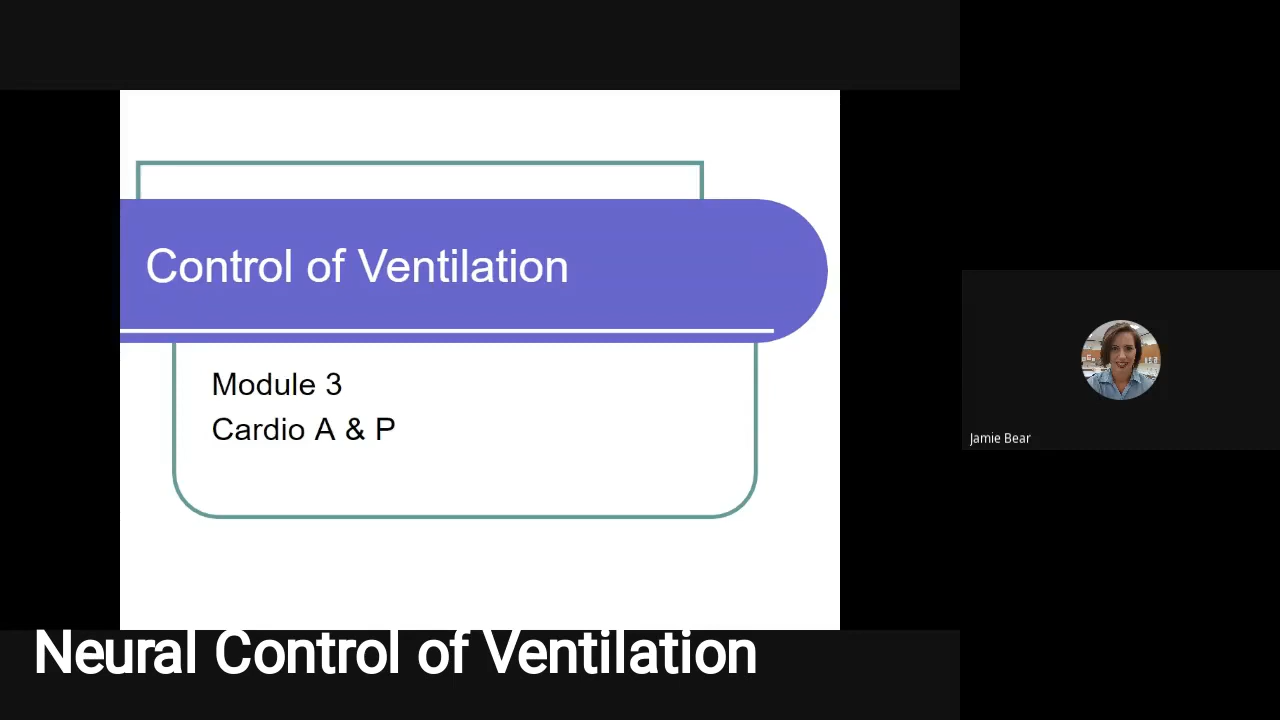 Control of Ventilation
Module 3
Cardio A & P
Jamie Bear
Neural Control of Ventilation